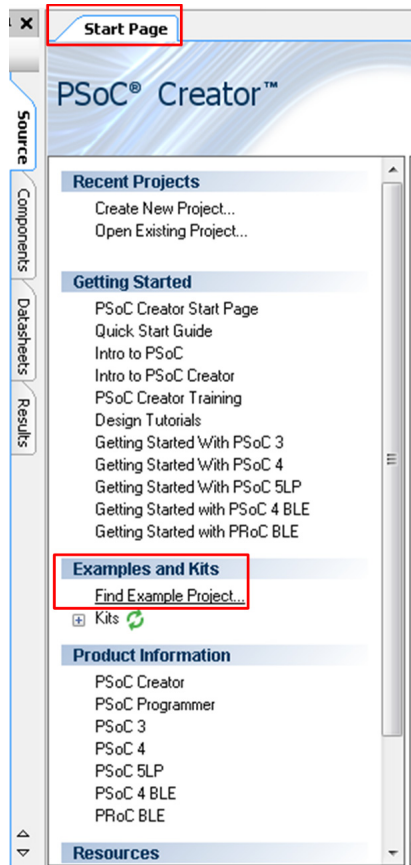 Start Page
PSoC® Creator™
Source
Components
Datasheets
Results
Recent Projects
Create New Project...
Open Existing Project...
Getting Started
PSoC Creator Start Page
Quick Start Guide
Intro to PSoC
Intro to PSoC Creator
PSoC Creator Training
Design Tutorials
Getting Started With PSoC 3
Getting Started With PSoC 4
Getting Started With PSoC 5LP
Getting Started with PSoC 4 BLE
Getting Started with PRoC BLE
Examples and Kits
Find Example Project...
Kits
Product Information
PSoC Creator
PSoC Programmer
PSoC 3
PSoC 4
PSoC 5LP
PSoC 4 BLE
PRoC BLE
Resources